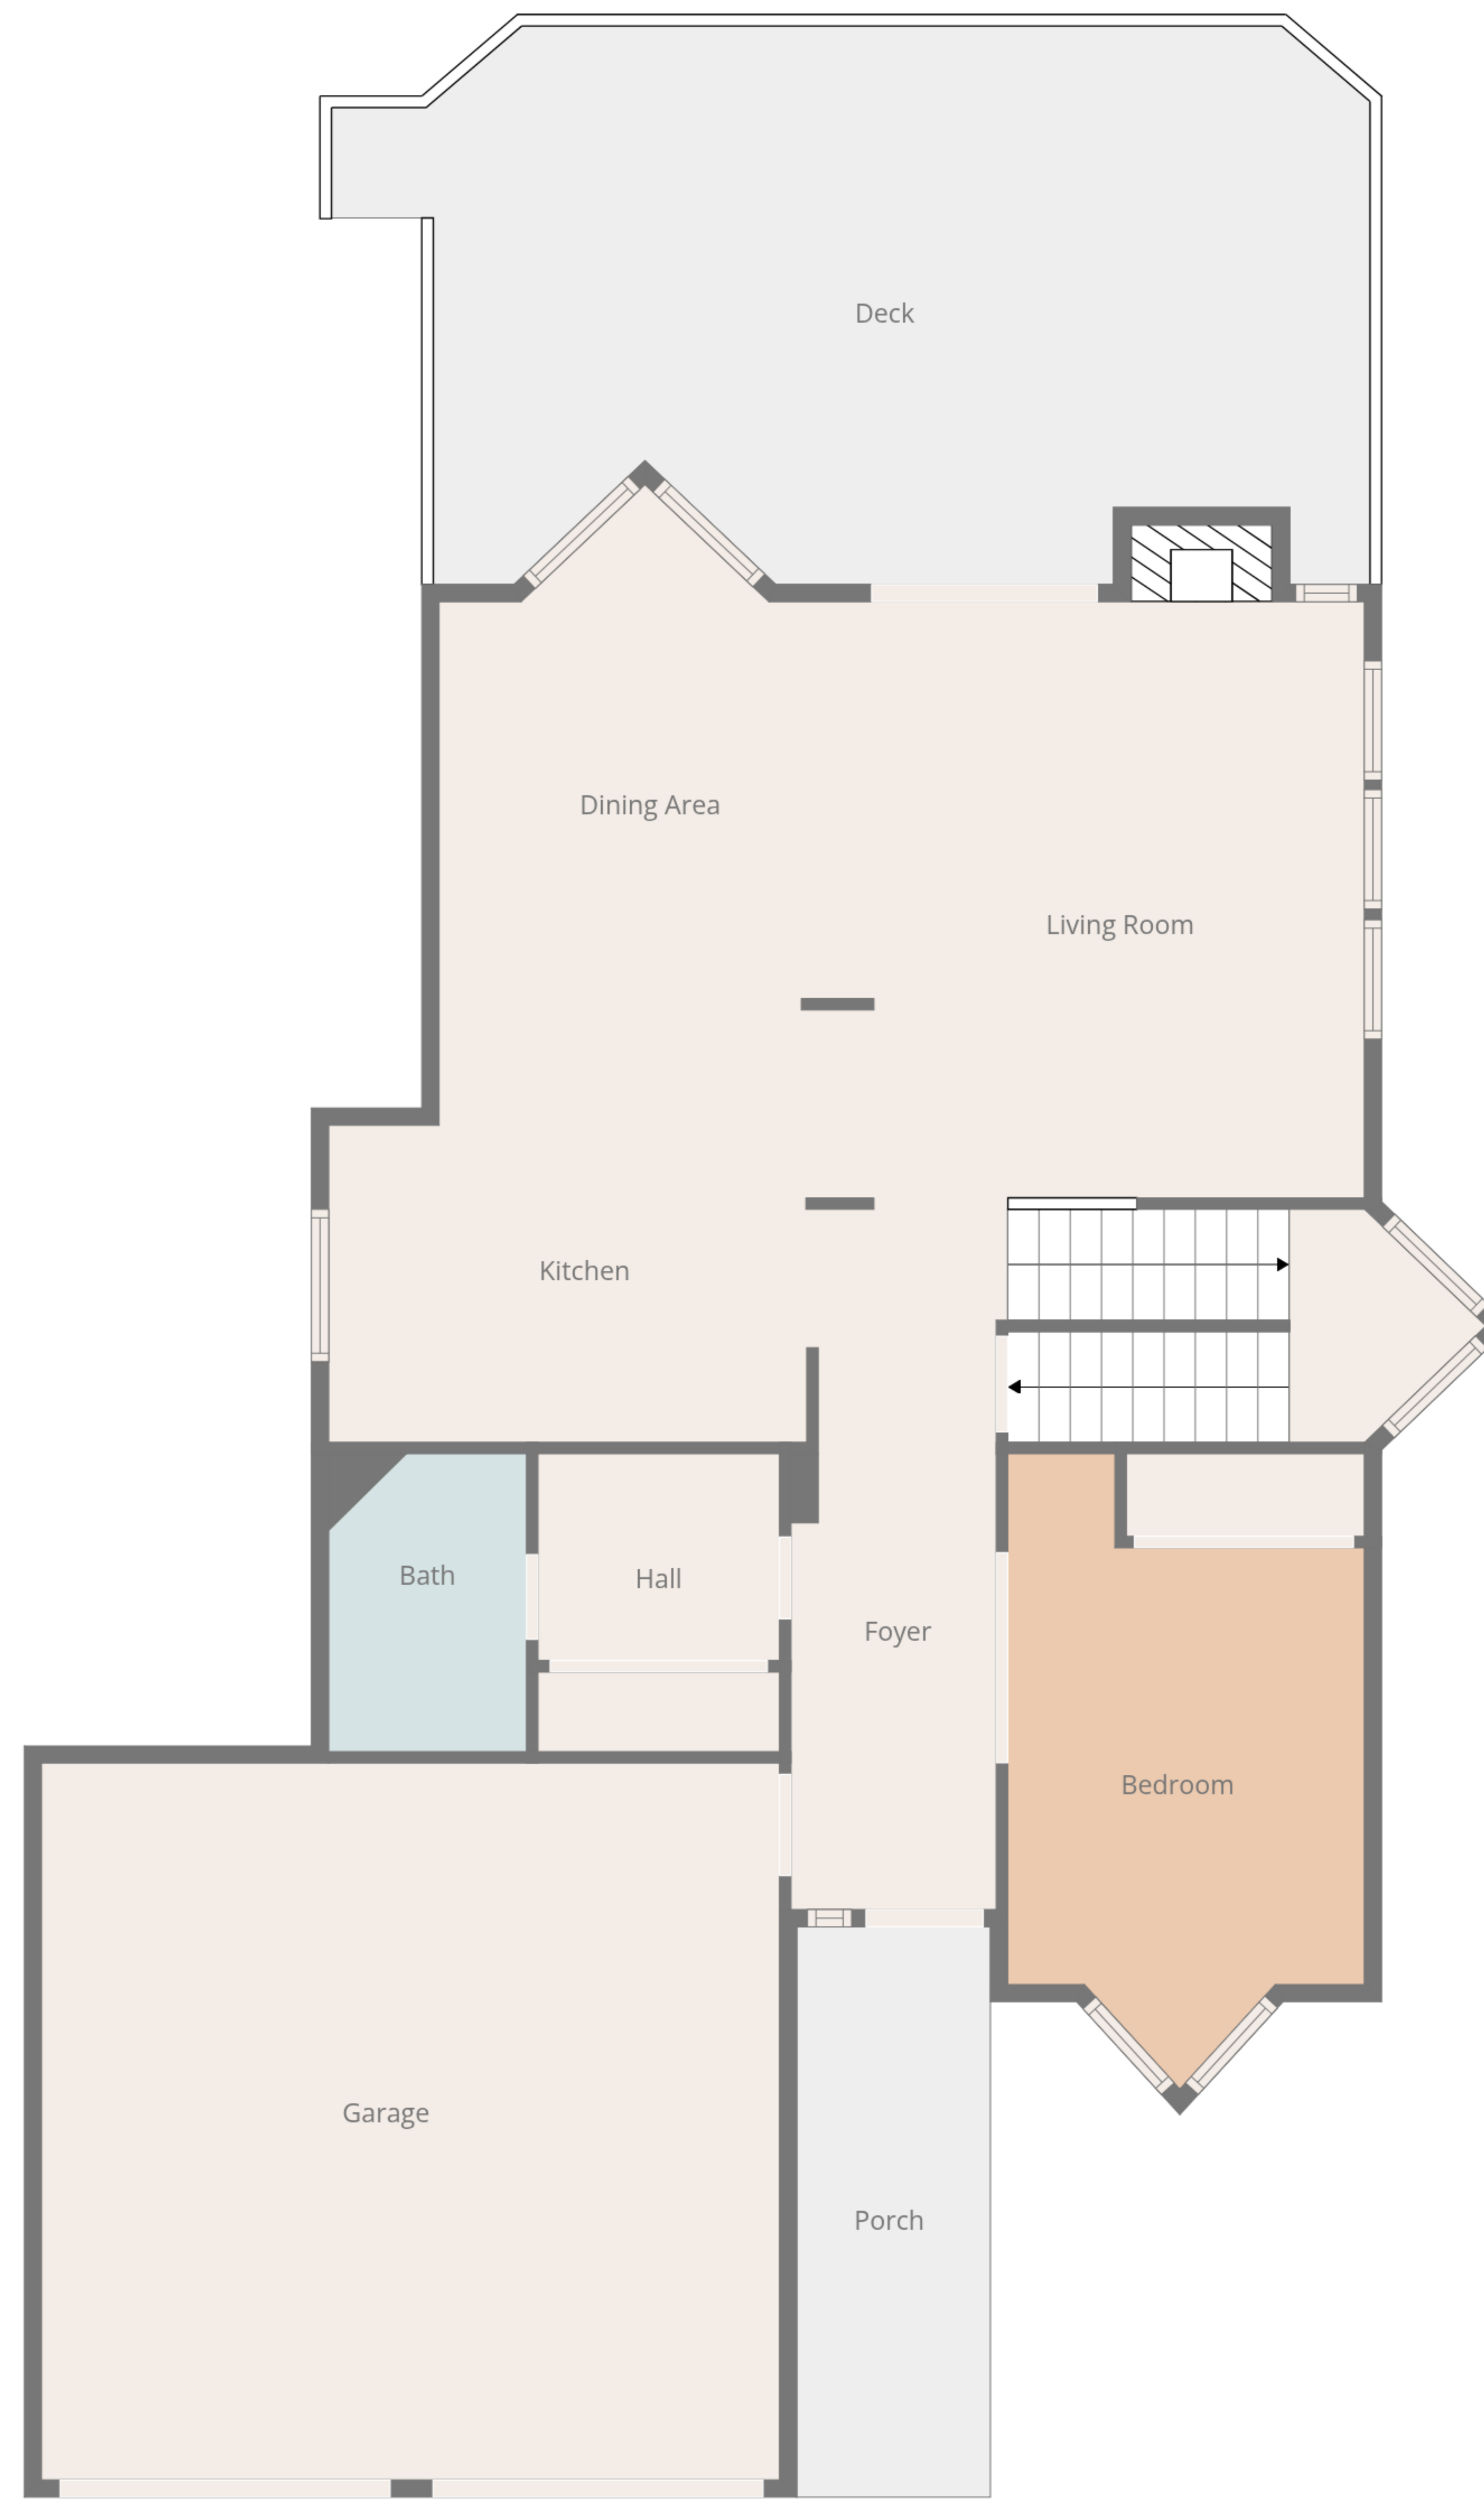 Deck
Dining Area
Living Room
Kitchen
Bath
Hall
Foyer
Bedroom
Garage
Porch